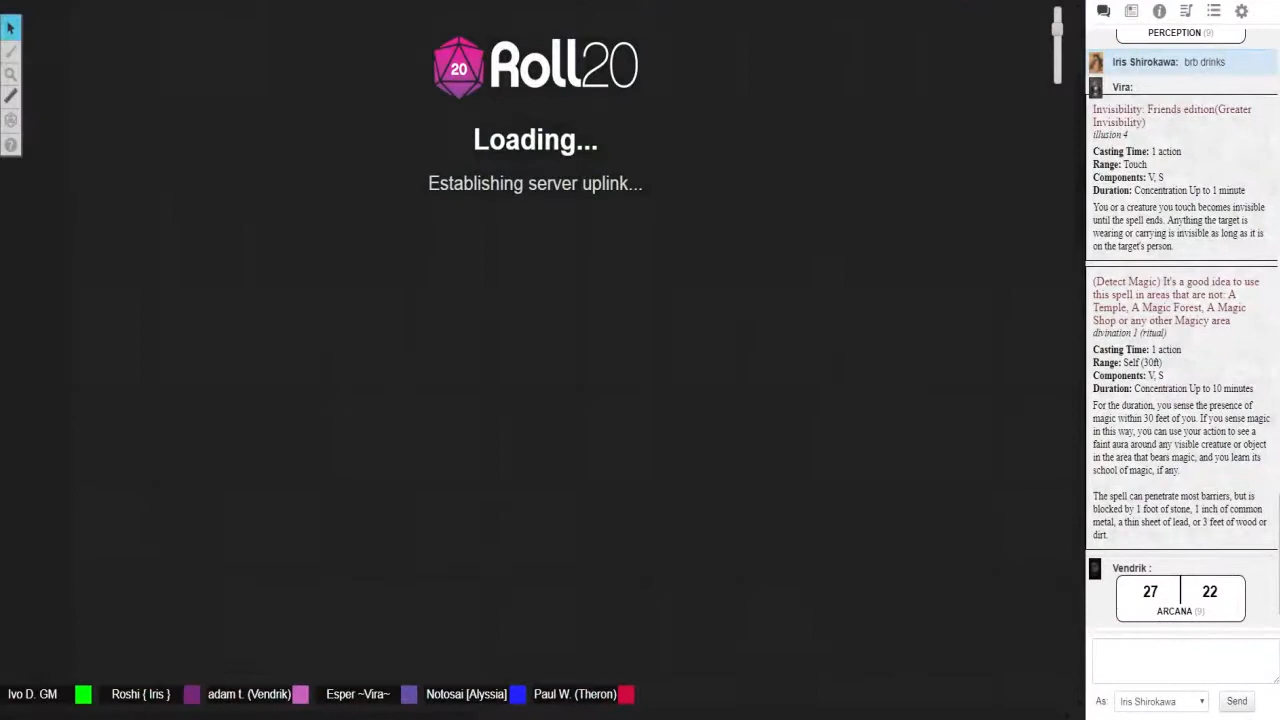 20 Roll20
Loading...
Establishing server uplink...
PERCEPTION (9)
Iris Shirokawa: brb drinks
Vira:
Invisibility: Friends edition(Greater
Invisibility)
illusion 4
Casting Time: 1 action
Range: Touch
Components: V, S
Duration: Concentration Up to 1 minute
You or a creature you touch becomes invisible
until the spell ends. Anything the target is
wearing or carrying is invisible as long as it is
on the target's person.
(Detect Magic) It's a good idea to use
this spell in areas that are not: A
Temple, A Magic Forest, A Magic
Shop or any other Magicy area
divination 1 (ritual)
Casting Time: 1 action
Range: Self (30ft)
Components: V, S
Duration: Concentration Up to 10 minutes
For the duration, you sense the presence of
magic within 30 feet of you. If you sense magic
in this way, you can use your action to see a
faint aura around any visible creature or object
in the area that bears magic, and you learn its
school of magic, if any.
The spell can penetrate most barriers, but is
blocked by 1 foot of stone, 1 inch of common
metal, a thin sheet of lead, or 3 feet of wood or
dirt.
Vendrik :
27 22
ARCANA (9)
As: Iris Shirokawa Send
Ivo D. GM Roshi { Iris } adam t. (Vendrik) Esper ~Vira~ Notosai [Alyssia] Paul W. (Theron)